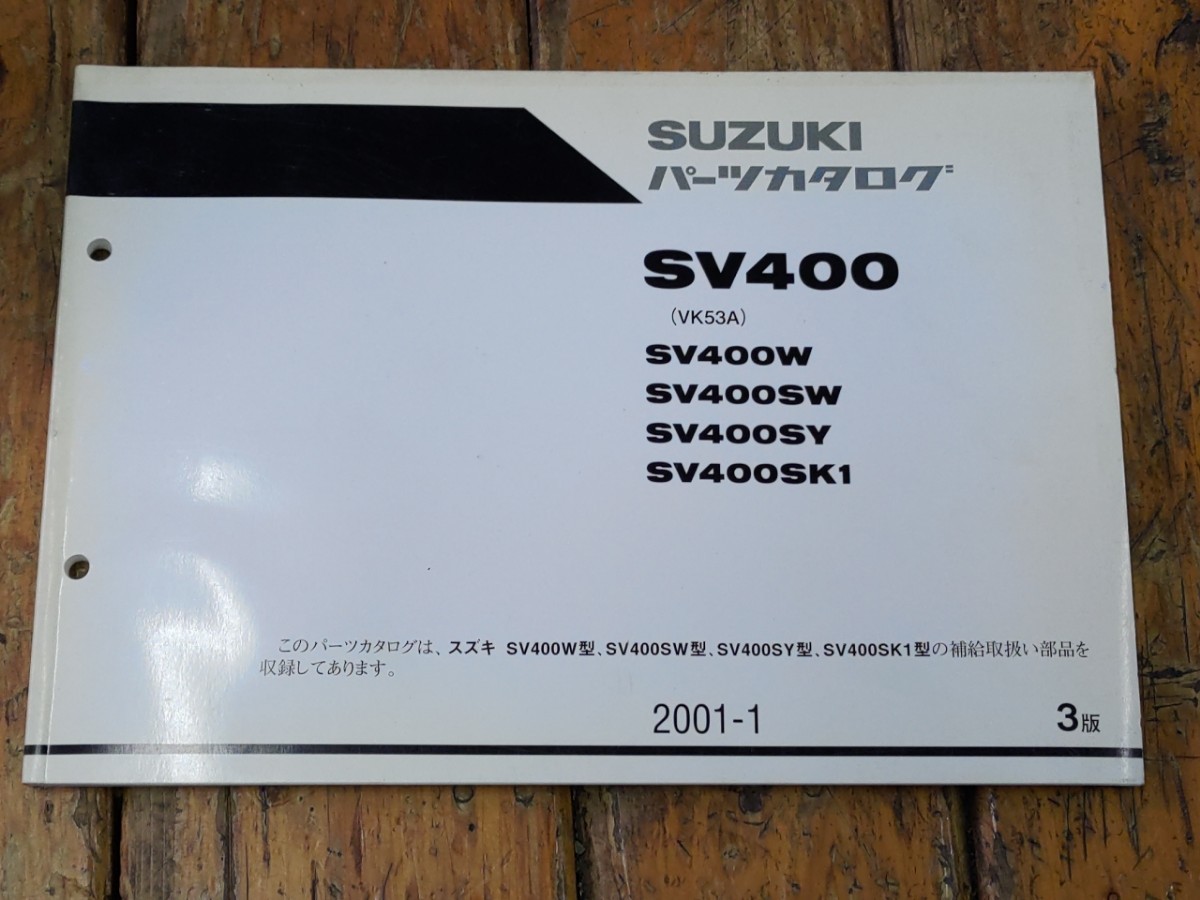 SUZUKI
パーツカタログ
SV400
(VK53A)
SV400W
SV400SW
SV400SY
SV400SK1
このパーツカタログは、スズキ SV400W型、SV400SW型、SV400SY型、SV400SK1型の補給取扱い部品を
収録してあります。
2001-1 3版